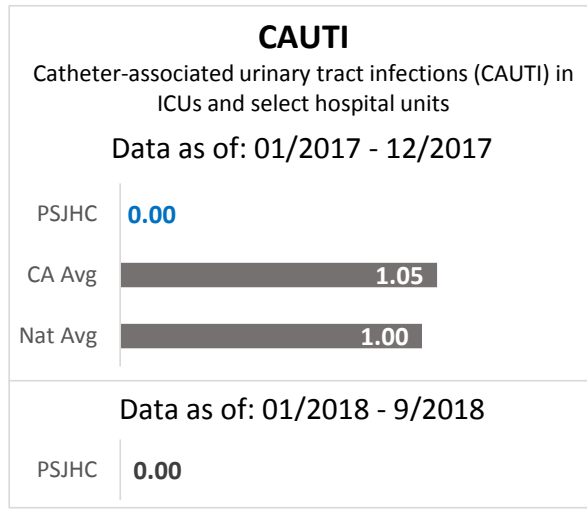 CAUTI
Catheter-associated urinary tract infections (CAUTI) in
ICUs and select hospital units
Data as of: 01/2017 - 12/2017
PSJHC 0.00
CA Avg 1.05
Nat Avg 1.00
Data as of: 01/2018 - 9/2018
PSJHC 0.00